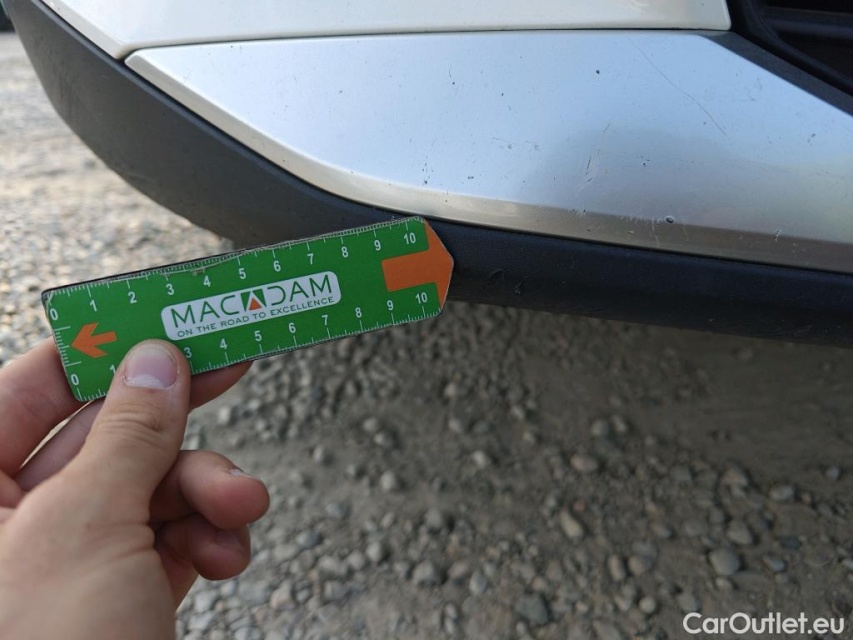 0 1 2 3 4 5 6 7 8 9 10
MACADAM
ON THE ROAD TO EXCELLENCE
0 1 3 4 5 6 7 8 9 10
CarOutlet.eu